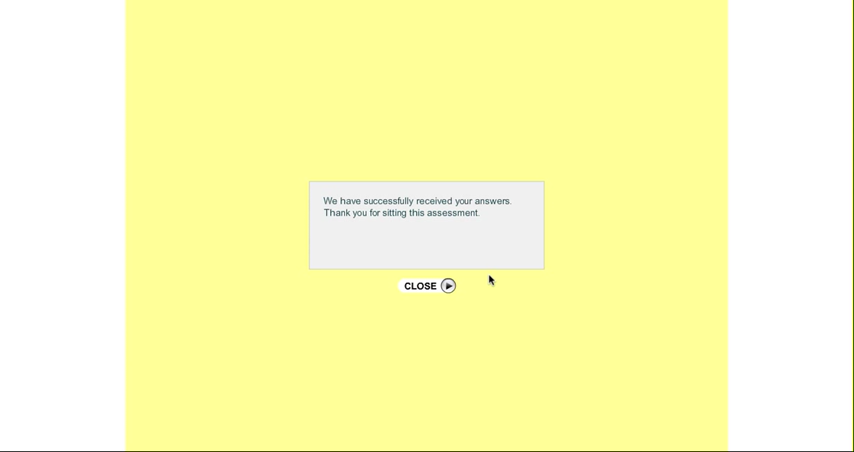 We have successfully received your answers.
Thank you for sitting this assessment.
CLOSE